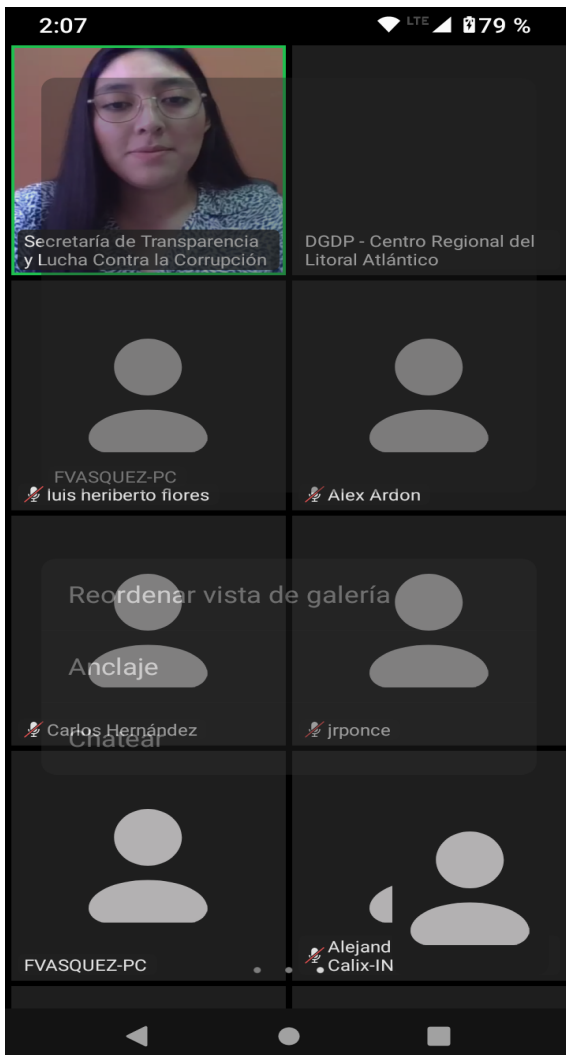 2:07 LTE 79 %
Secretaría de Transparencia
y Lucha Contra la Corrupción
DGDP - Centro Regional del
Litoral Atlántico
FVASQUEZ-PC
luis heriberto flores
Alex Ardon
Reordenar vista de galería
Anclaje
Carlos Hernández
jrponce
Chatear
FVASQUEZ-PC
Alejand
Calix-IN